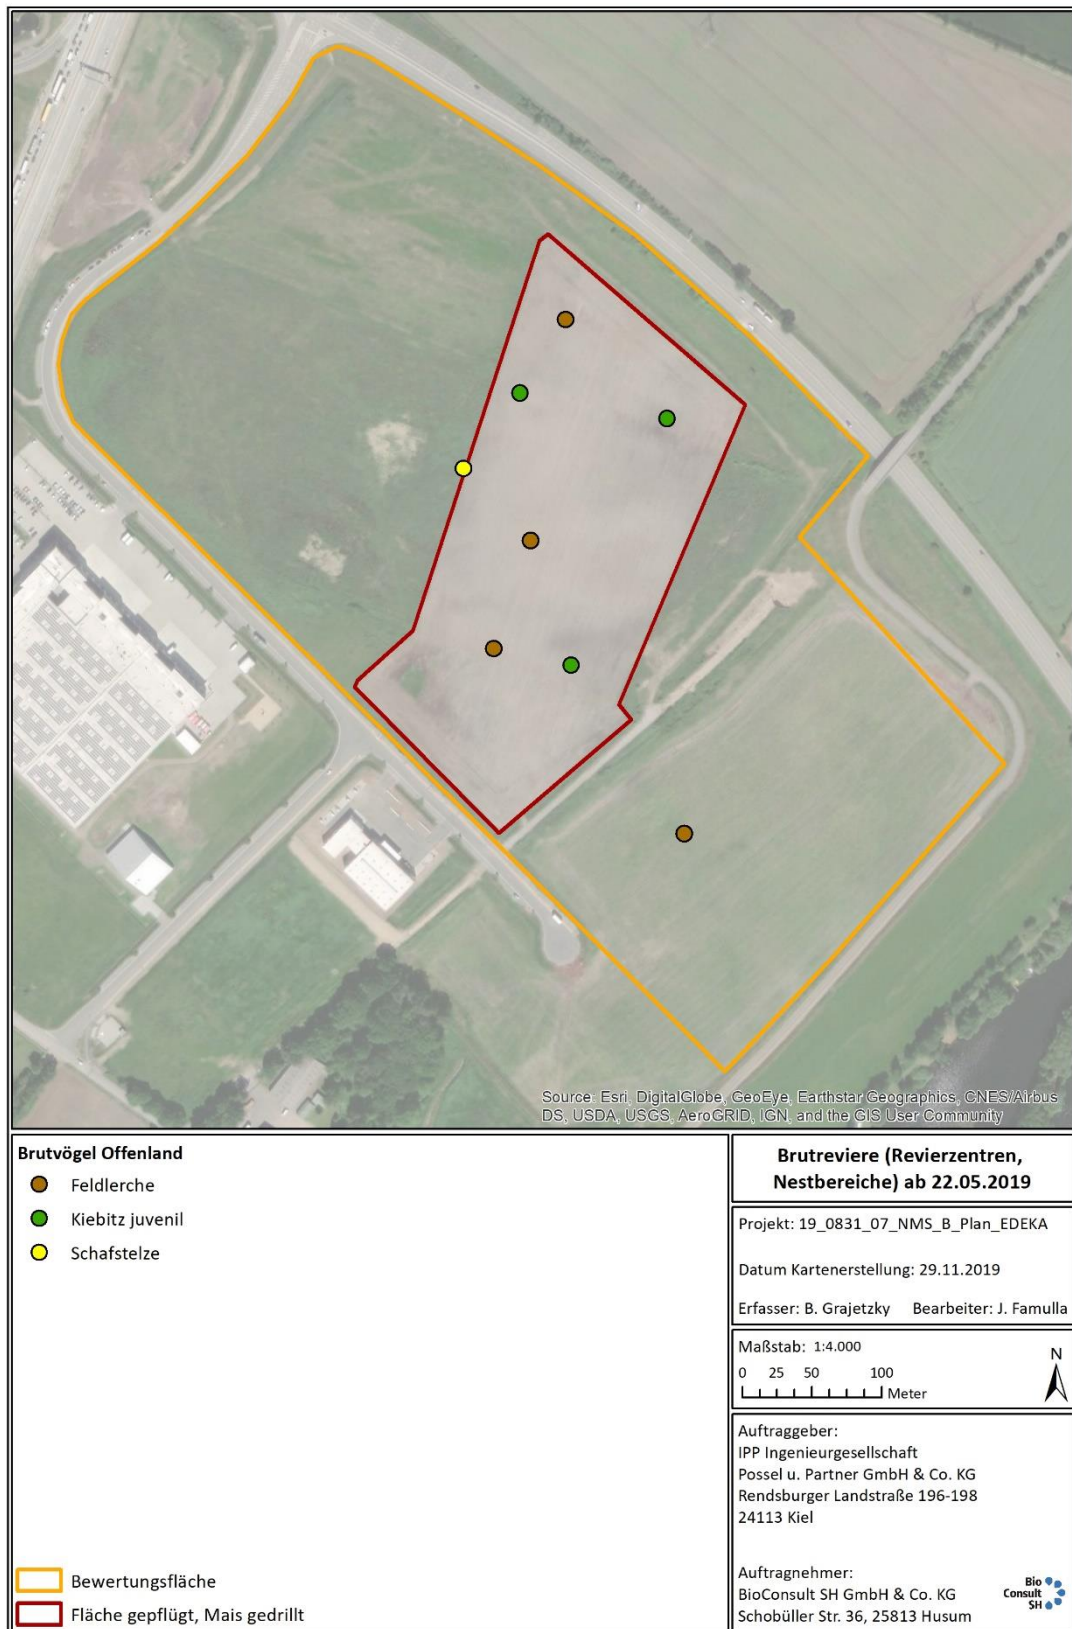 Source: Esri, DigitalGlobe, GeoEye, Earthstar Geographics, CNES/Airbus
DS, USDA, USGS, AeroGRID, IGN, and the GIS User Community
Brutvögel Offenland
Feldlerche
Kiebitz juvenil
Schafstelze
Bewertungsfläche
Fläche gepflügt, Mais gedrillt
Brutreviere (Revierzentren,
Nestbereiche) ab 22.05.2019
Projekt: 19_0831_07_NMS_B_Plan_EDEKA
Datum Kartenerstellung: 29.11.2019
Erfasser: B. Grajetzky Bearbeiter: J. Famulla
Maßstab: 1:4.000
0 25 50 100
Meter
N
Auftraggeber:
IPP Ingenieurgesellschaft
Possel u. Partner GmbH & Co. KG
Rendsburger Landstraße 196-198
24113 Kiel
Auftragnehmer:
BioConsult SH GmbH & Co. KG
Schobüller Str. 36, 25813 Husum
Bio
Consult
SH